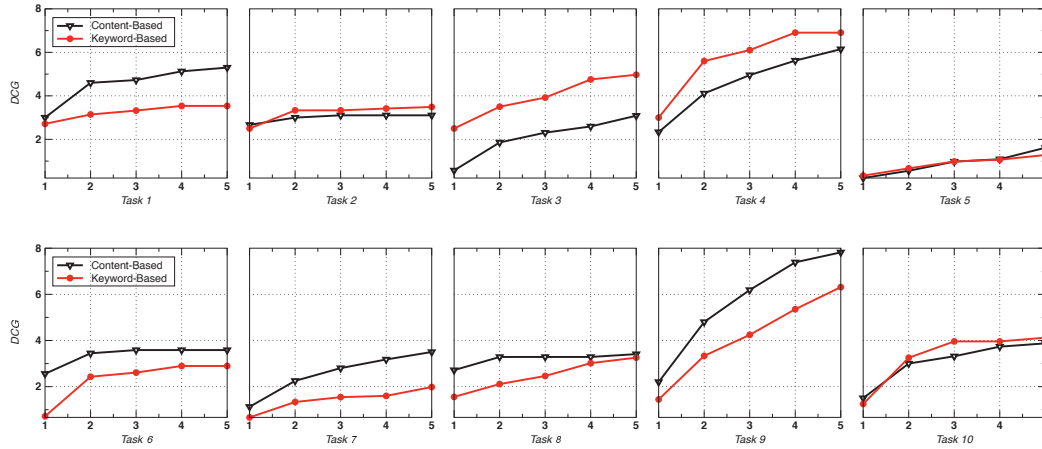 8
6
4
2
DCG
Content-Based
Keyword-Based
1 2 3 4 5
Task 1
1 2 3 4 5
Task 2
1 2 3 4 5
Task 3
1 2 3 4 5
Task 4
1 2 3 4
Task 5
8
6
4
2
DCG
Content-Based
Keyword-Based
1 2 3 4 5
Task 6
1 2 3 4 5
Task 7
1 2 3 4 5
Task 8
1 2 3 4 5
Task 9
1 2 3 4
Task 10